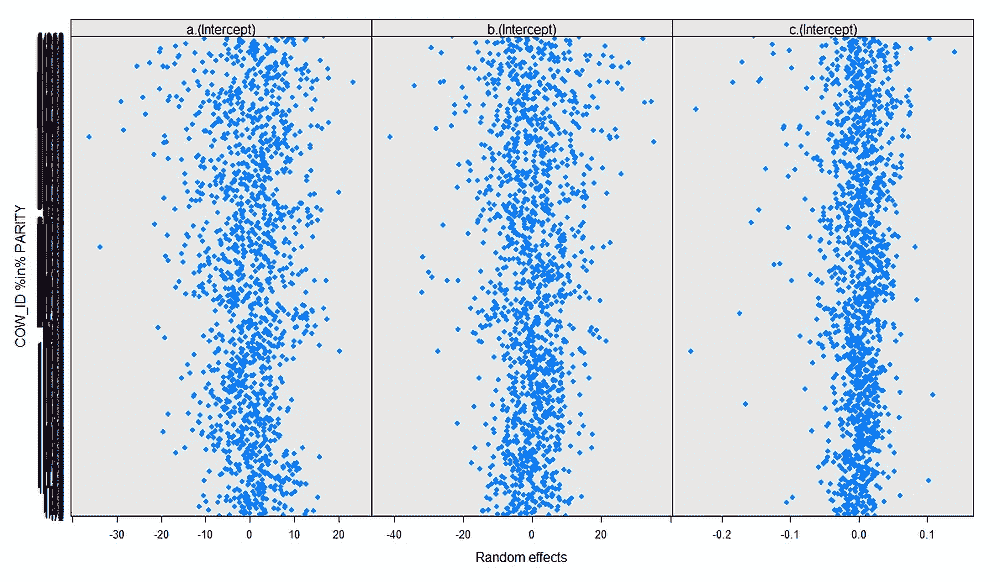 a.(Intercept)
b.(Intercept)
c.(Intercept)
COW_ID %in% PARITY
-30 -20 -10 0 10 20
-40 -20 0 20
-0.2 -0.1 0.0 0.1
Random effects